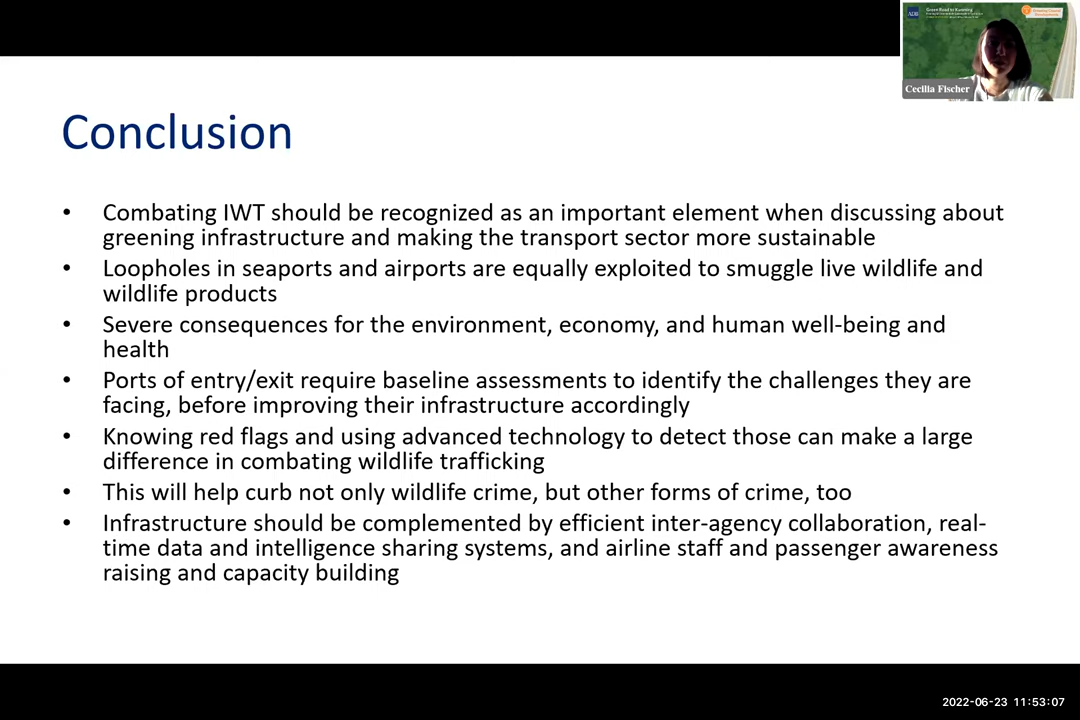 ADB
Green Road to Kunming
Cecilia Fischer
Conclusion
• Combating IWT should be recognized as an important element when discussing about
greening infrastructure and making the transport sector more sustainable
• Loopholes in seaports and airports are equally exploited to smuggle live wildlife and
wildlife products
• Severe consequences for the environment, economy, and human well-being and
health
• Ports of entry/exit require baseline assessments to identify the challenges they are
facing, before improving their infrastructure accordingly
• Knowing red flags and using advanced technology to detect those can make a large
difference in combating wildlife trafficking
• This will help curb not only wildlife crime, but other forms of crime, too
• Infrastructure should be complemented by efficient inter-agency collaboration, real-
time data and intelligence sharing systems, and airline staff and passenger awareness
raising and capacity building
2022-06-23 11:53:07